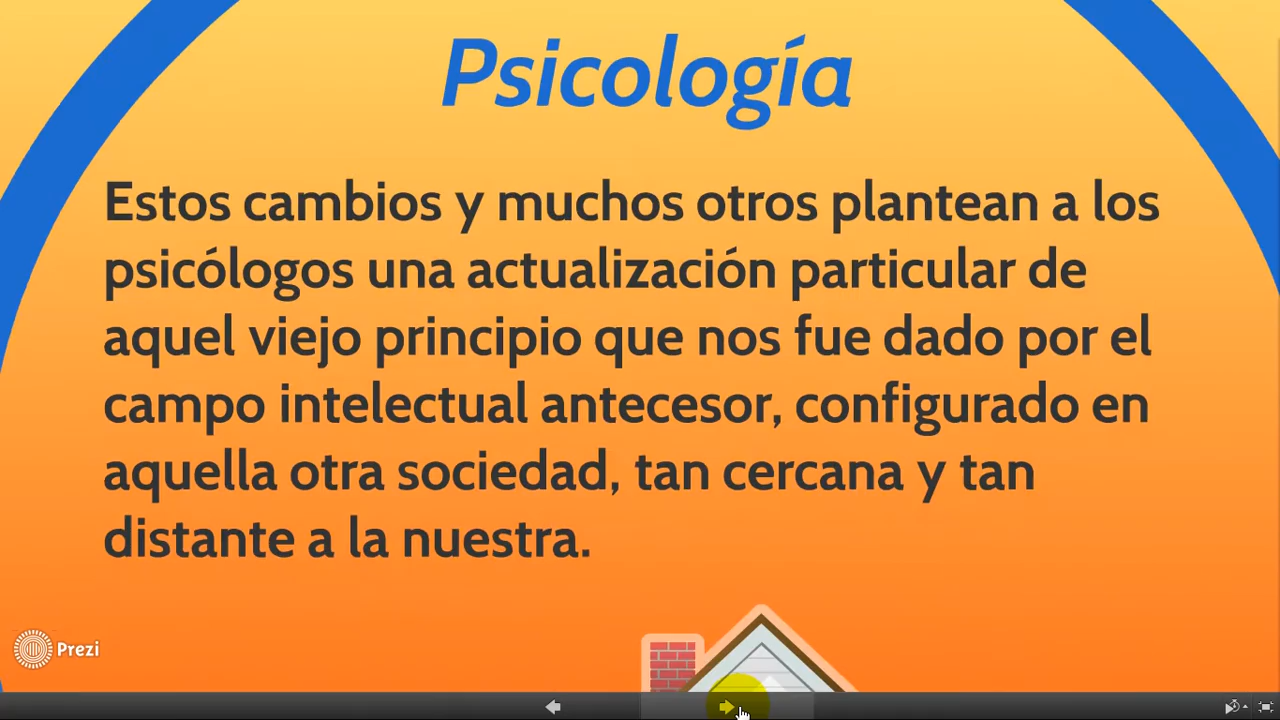 Psicología
Estos cambios y muchos otros plantean a los
psicólogos una actualización particular de
aquel viejo principio que nos fue dado por el
campo intelectual antecesor, configurado en
aquella otra sociedad, tan cercana y tan
distante a la nuestra.
Prezi